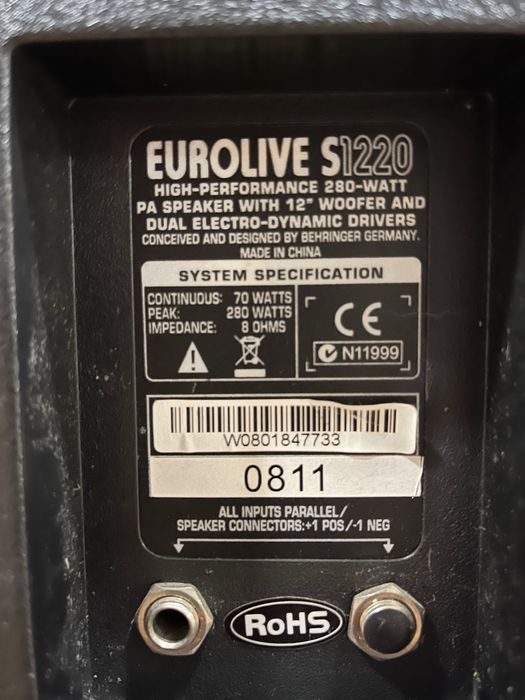 EUROLIVE S1220
HIGH-PERFORMANCE 280-WATT
PA SPEAKER WITH 12" WOOFER AND
DUAL ELECTRO-DYNAMIC DRIVERS
CONCEIVED AND DESIGNED BY BEHRINGER GERMANY.
MADE IN CHINA
SYSTEM SPECIFICATION
CONTINUOUS: 70 WATTS
PEAK: 280 WATTS
IMPEDANCE: 8 OHMS
CE
N11999
W0801847733
0811
ALL INPUTS PARALLEL/
SPEAKER CONNECTORS:+1 POS/-1 NEG
RoHS